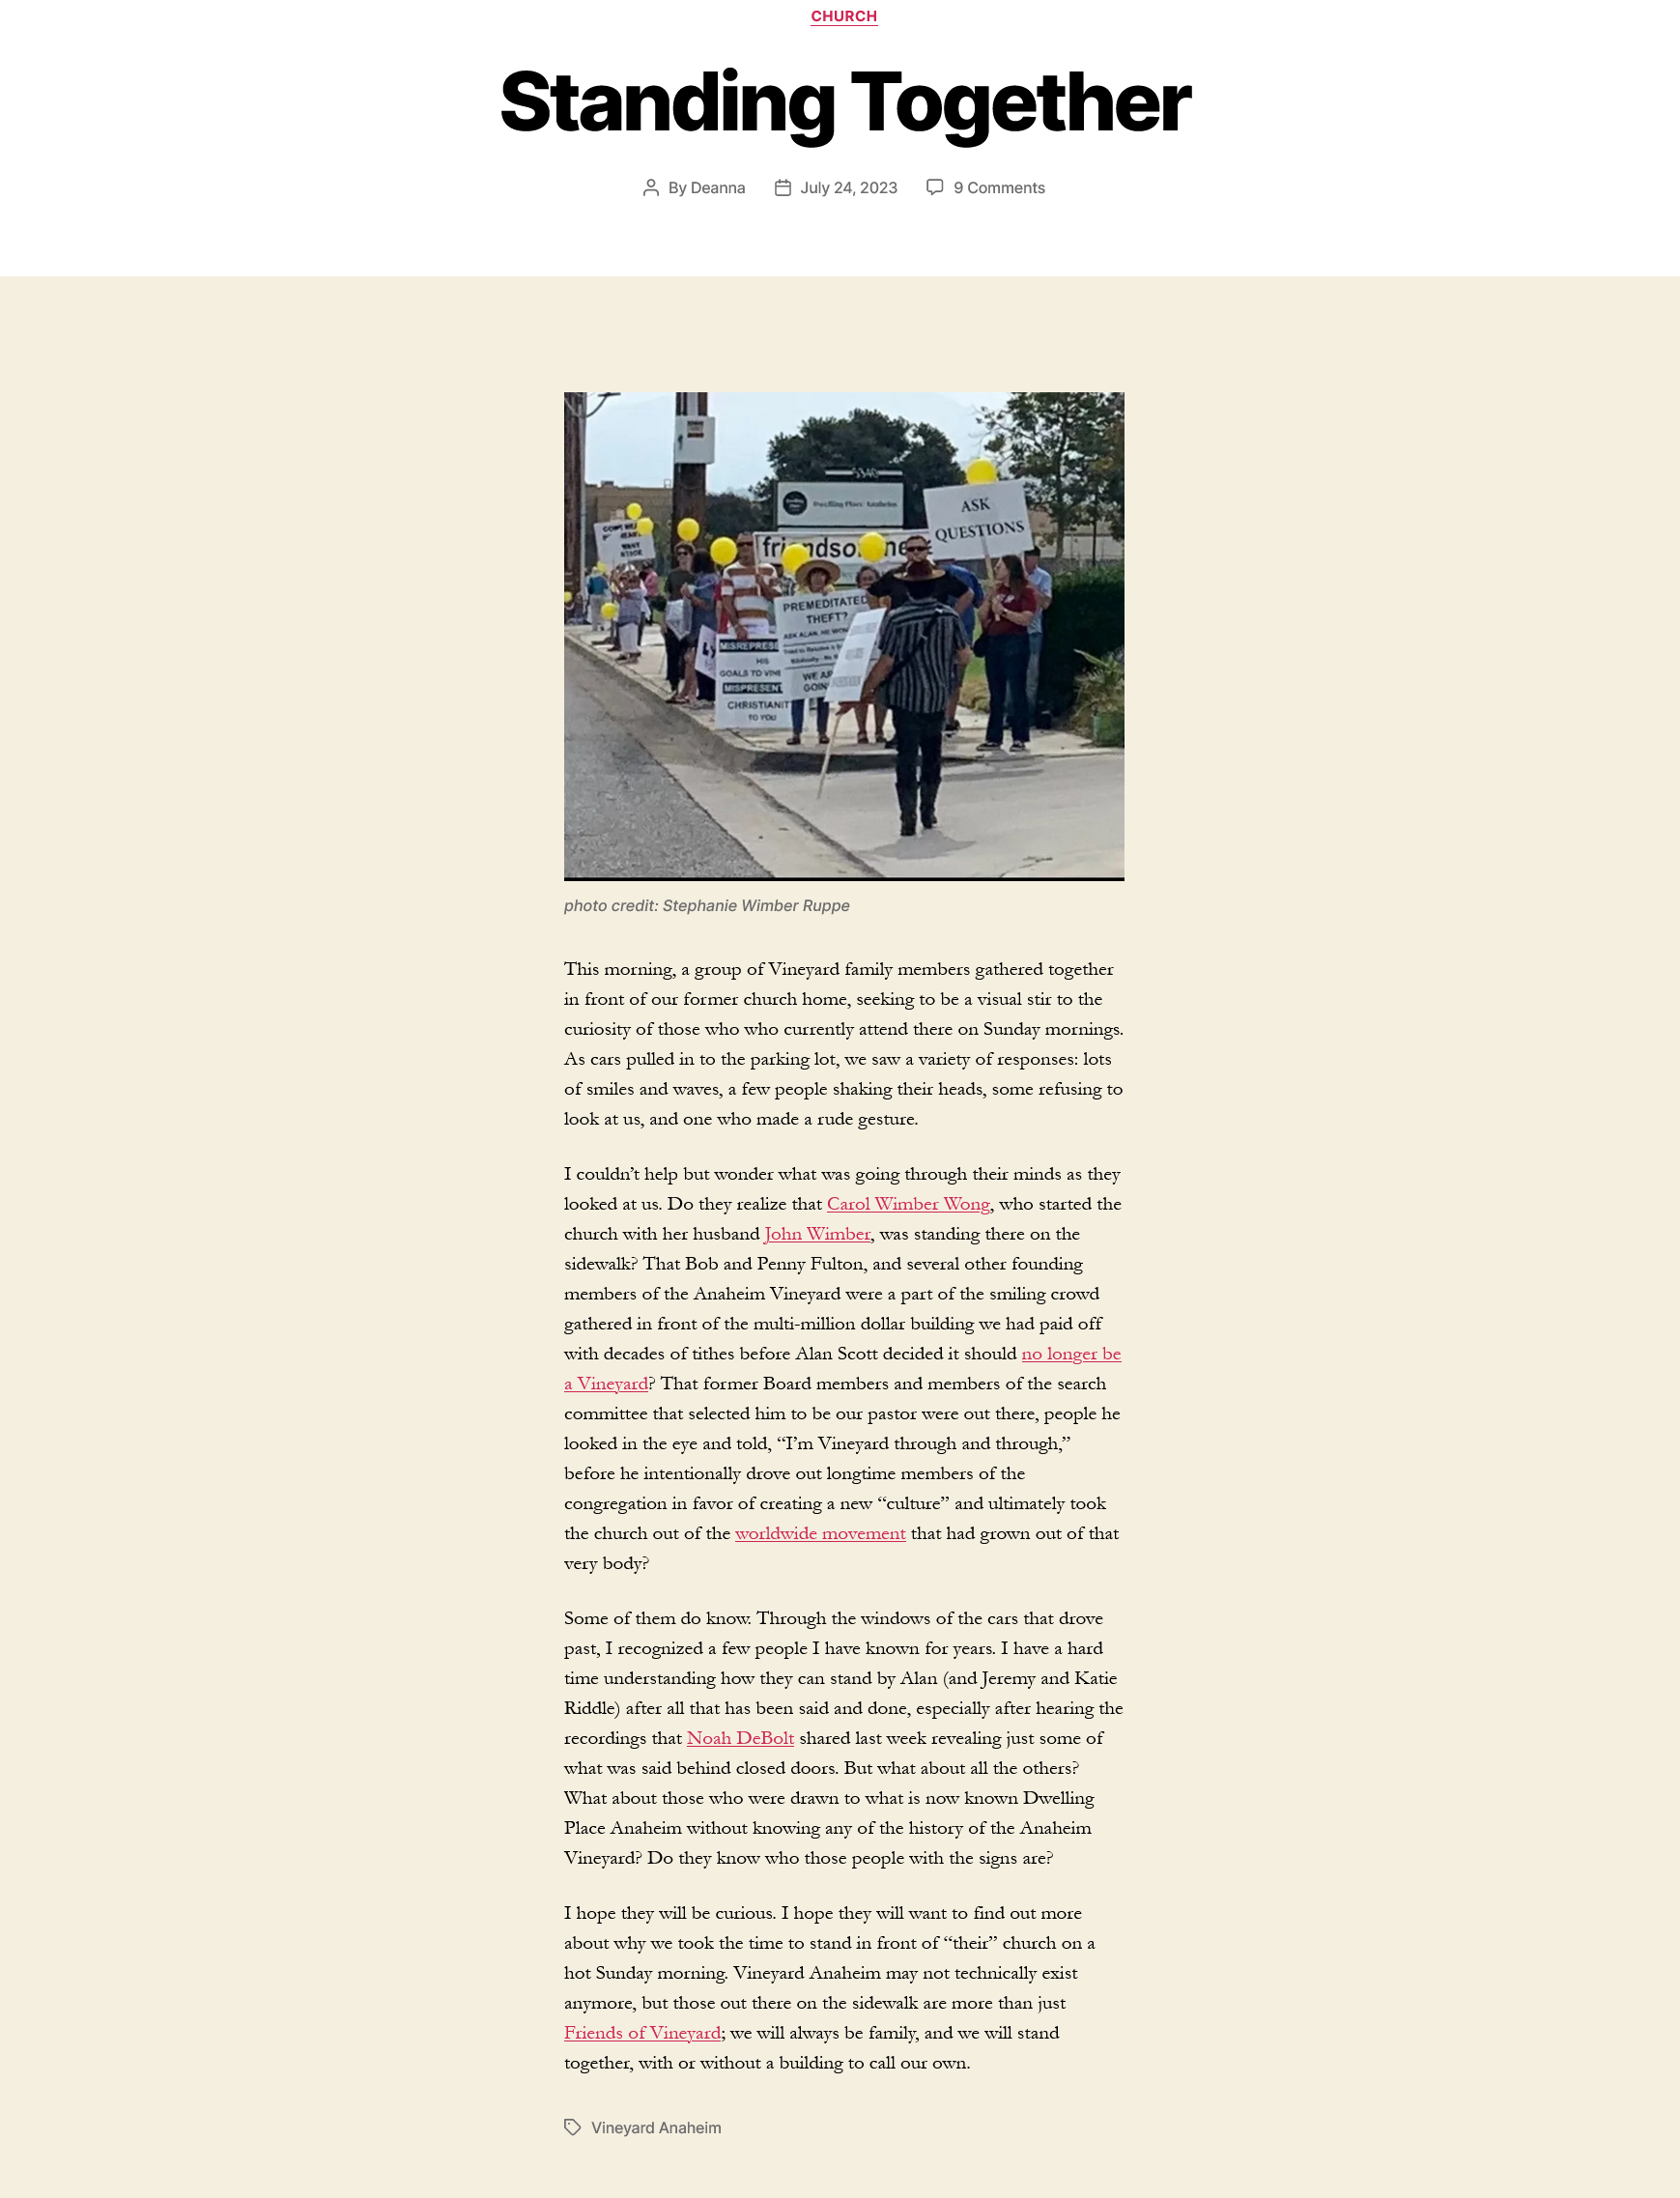 CHURCH
Standing Together
By Deanna
July 24, 2023
9 Comments
5340
Dwelling Place Anaheim
ASK
QUESTIONS
PREMEDITATED
THEFT?
MISREPRESE
HIS
GOALS TO VINE
MISPRESENT
CHRISTIANIT
TO YOU
WE AR
GOIN
photo credit: Stephanie Wimber Ruppe
This morning, a group of Vineyard family members gathered together
in front of our former church home, seeking to be a visual stir to the
curiosity of those who who currently attend there on Sunday mornings.
As cars pulled in to the parking lot, we saw a variety of responses: lots
of smiles and waves, a few people shaking their heads, some refusing to
look at us, and one who made a rude gesture.
I couldn’t help but wonder what was going through their minds as they
looked at us. Do they realize that Carol Wimber Wong, who started the
church with her husband John Wimber, was standing there on the
sidewalk? That Bob and Penny Fulton, and several other founding
members of the Anaheim Vineyard were a part of the smiling crowd
gathered in front of the multi-million dollar building we had paid off
with decades of tithes before Alan Scott decided it should no longer be
a Vineyard? That former Board members and members of the search
committee that selected him to be our pastor were out there, people he
looked in the eye and told, “I’m Vineyard through and through,”
before he intentionally drove out longtime members of the
congregation in favor of creating a new “culture” and ultimately took
the church out of the worldwide movement that had grown out of that
very body?
Some of them do know. Through the windows of the cars that drove
past, I recognized a few people I have known for years. I have a hard
time understanding how they can stand by Alan (and Jeremy and Katie
Riddle) after all that has been said and done, especially after hearing the
recordings that Noah DeBolt shared last week revealing just some of
what was said behind closed doors. But what about all the others?
What about those who were drawn to what is now known Dwelling
Place Anaheim without knowing any of the history of the Anaheim
Vineyard? Do they know who those people with the signs are?
I hope they will be curious. I hope they will want to find out more
about why we took the time to stand in front of “their” church on a
hot Sunday morning. Vineyard Anaheim may not technically exist
anymore, but those out there on the sidewalk are more than just
Friends of Vineyard; we will always be family, and we will stand
together, with or without a building to call our own.
Vineyard Anaheim